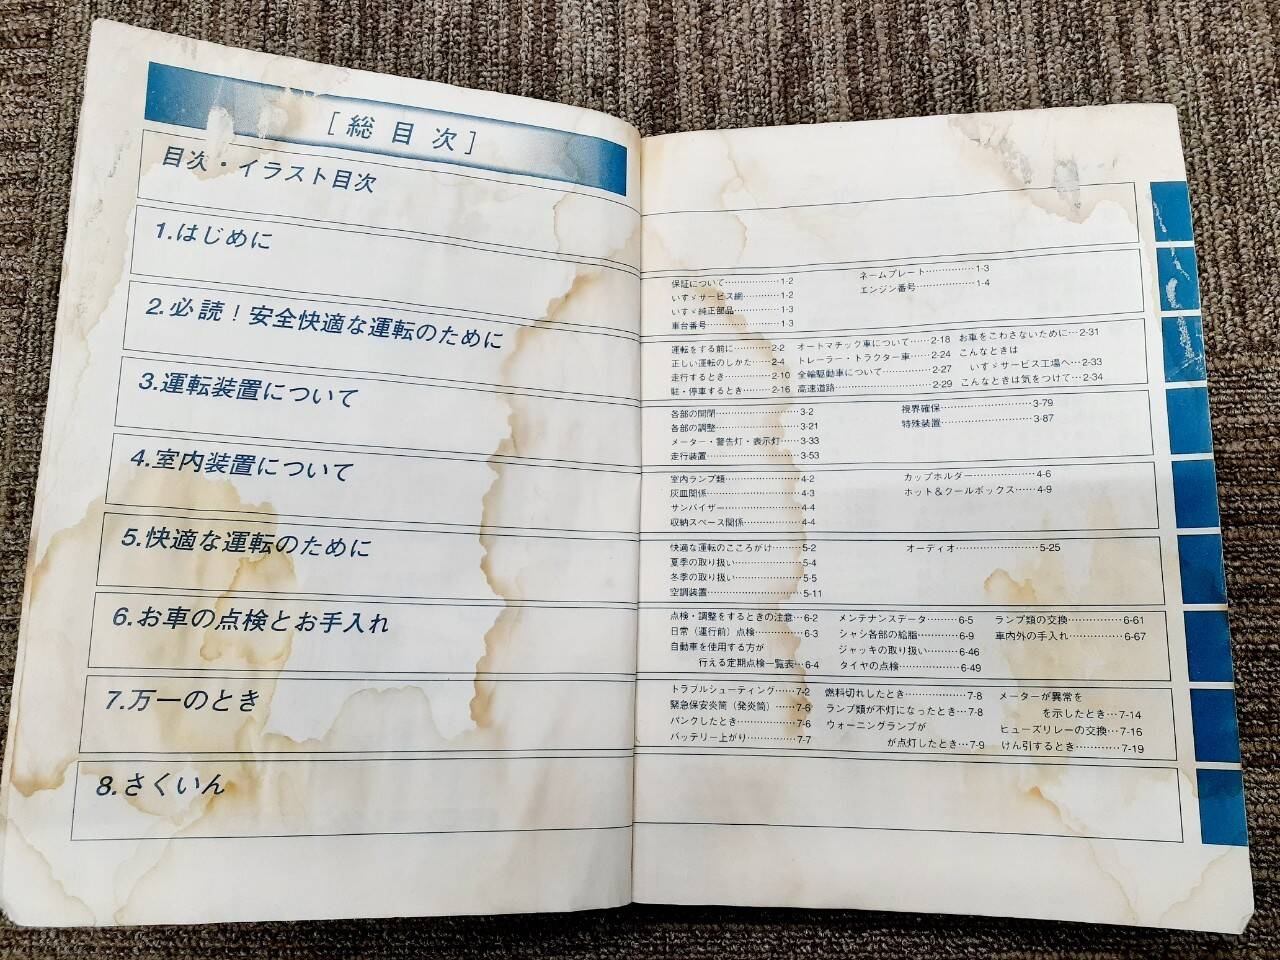 [総目次]
目次・イラスト目次
1.はじめに
保証について…………1-2
いすゞサービス網…………1-2
いすゞ純正部品…………1-3
車台番号…………1-3
ネームプレート…………1-3
エンジン番号…………1-4
2.必読！安全快適な運転のために
運転をする前に…………2-2
正しい運転のしかた……2-4
走行するとき…………2-10
駐・停車するとき……2-16
オートマチック車について……2-18
トレーラー・トラクター車……2-24
全輪駆動車について…………2-27
高速道路…………2-29
お車をこわさないために…2-31
こんなときは
いすゞサービス工場へ…2-33
こんなときは気をつけて…2-34
3.運転装置について
各部の開閉…………3-2
各部の調整…………3-21
メーター・警告灯・表示灯……3-33
走行装置…………3-53
視界確保…………3-79
特殊装置…………3-87
4.室内装置について
室内ランプ類…………4-2
灰皿関係…………4-3
サンバイザー…………4-4
収納スペース関係…………4-4
カップホルダー…………4-6
ホット＆クールボックス……4-9
5.快適な運転のために
快適な運転のこころがけ……5-2
夏季の取り扱い…………5-4
冬季の取り扱い…………5-5
空調装置…………5-11
オーディオ…………5-25
6.お車の点検とお手入れ
点検・調整をするときの注意…6-2
日常（運行前）点検…………6-3
自動車を使用する方が
行える定期点検一覧表…6-4
メンテナンスデータ………6-5
シャシ各部の給脂…………6-9
ジャッキの取り扱い………6-46
タイヤの点検…………6-49
ランプ類の交換…………6-61
車内外の手入れ…………6-67
7.万一のとき
トラブルシューティング……7-2
緊急保安炎筒（発炎筒）……7-6
パンクしたとき…………7-6
バッテリー上がり…………7-7
燃料切れしたとき…………7-8
ランプ類が不灯になったとき…7-8
ウォーニングランプが
が点灯したとき…7-9
メーターが異常を
を示したとき…7-14
ヒューズリレーの交換…7-16
けん引するとき…………7-19
8.さくいん